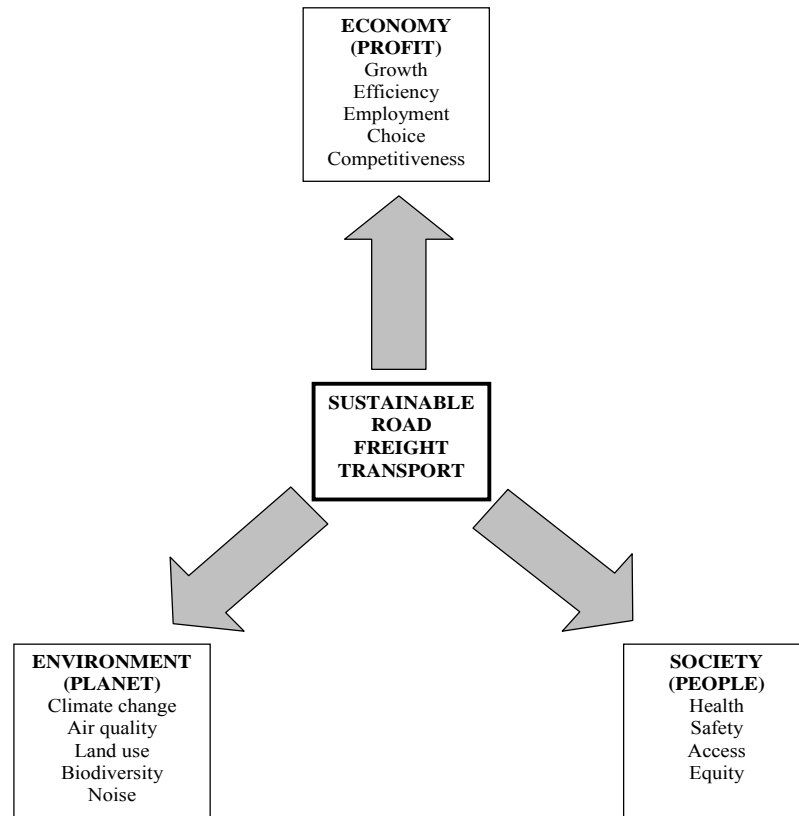 ECONOMY
(PROFIT)
Growth
Efficiency
Employment
Choice
Competitiveness
SUSTAINABLE
ROAD
FREIGHT
TRANSPORT
ENVIRONMENT
(PLANET)
Climate change
Air quality
Land use
Biodiversity
Noise
SOCIETY
(PEOPLE)
Health
Safety
Access
Equity